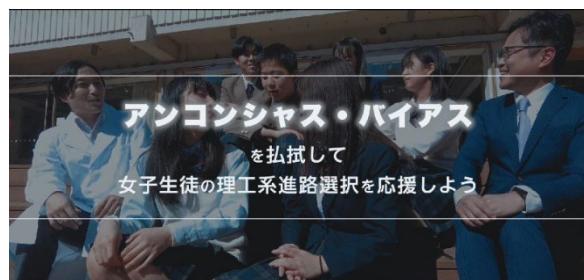 アンコンシャス・バイアス
を払拭して
女子生徒の理工系進路選択を応援しよう